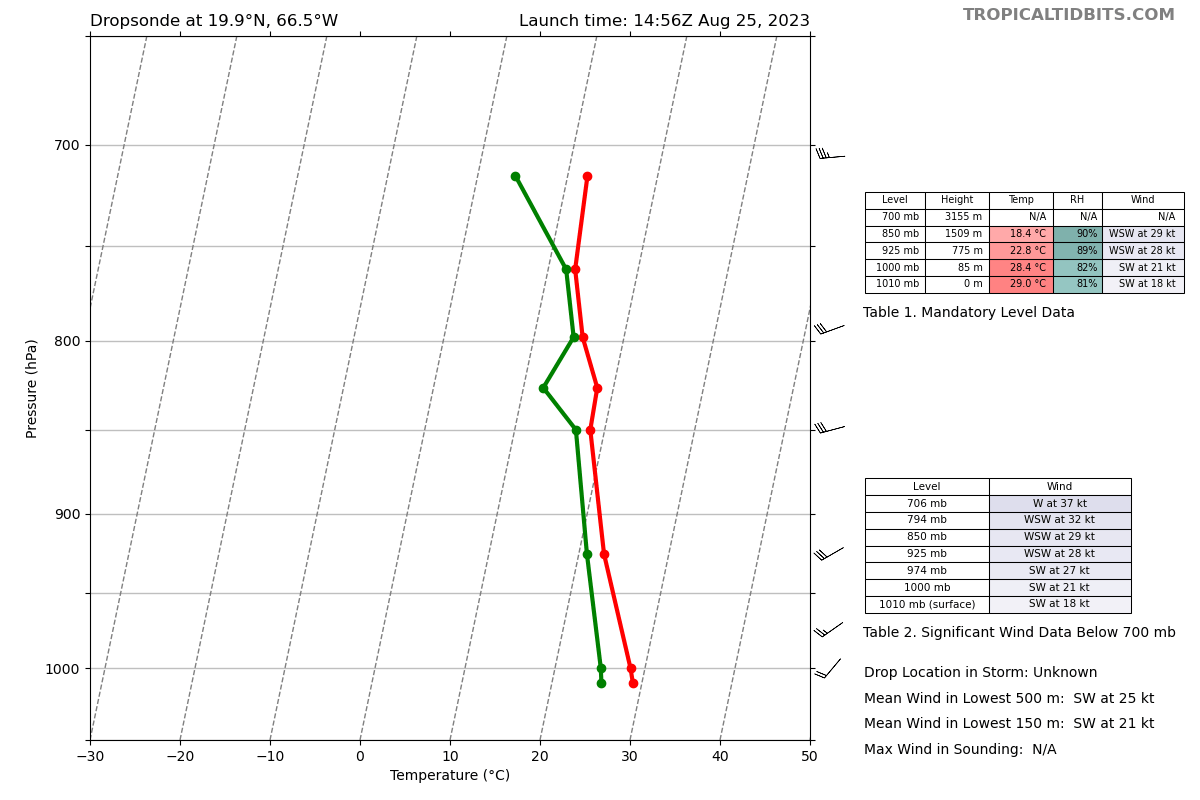 Dropsonde at 19.9°N, 66.5°W Launch time: 14:56Z Aug 25, 2023
TROPICALTIDBITS.COM
Pressure (hPa)
700
800
900
1000
−30 −20 −10 0 10 20 30 40 50
Temperature (°C)
Level Height Temp RH Wind
700 mb 3155 m N/A N/A N/A
850 mb 1509 m 18.4 °C 90% WSW at 29 kt
925 mb 775 m 22.8 °C 89% WSW at 28 kt
1000 mb 85 m 28.4 °C 82% SW at 21 kt
1010 mb 0 m 29.0 °C 81% SW at 18 kt
Table 1. Mandatory Level Data
Level Wind
706 mb W at 37 kt
794 mb WSW at 32 kt
850 mb WSW at 29 kt
925 mb WSW at 28 kt
974 mb SW at 27 kt
1000 mb SW at 21 kt
1010 mb (surface) SW at 18 kt
Table 2. Significant Wind Data Below 700 mb
Drop Location in Storm: Unknown
Mean Wind in Lowest 500 m: SW at 25 kt
Mean Wind in Lowest 150 m: SW at 21 kt
Max Wind in Sounding: N/A